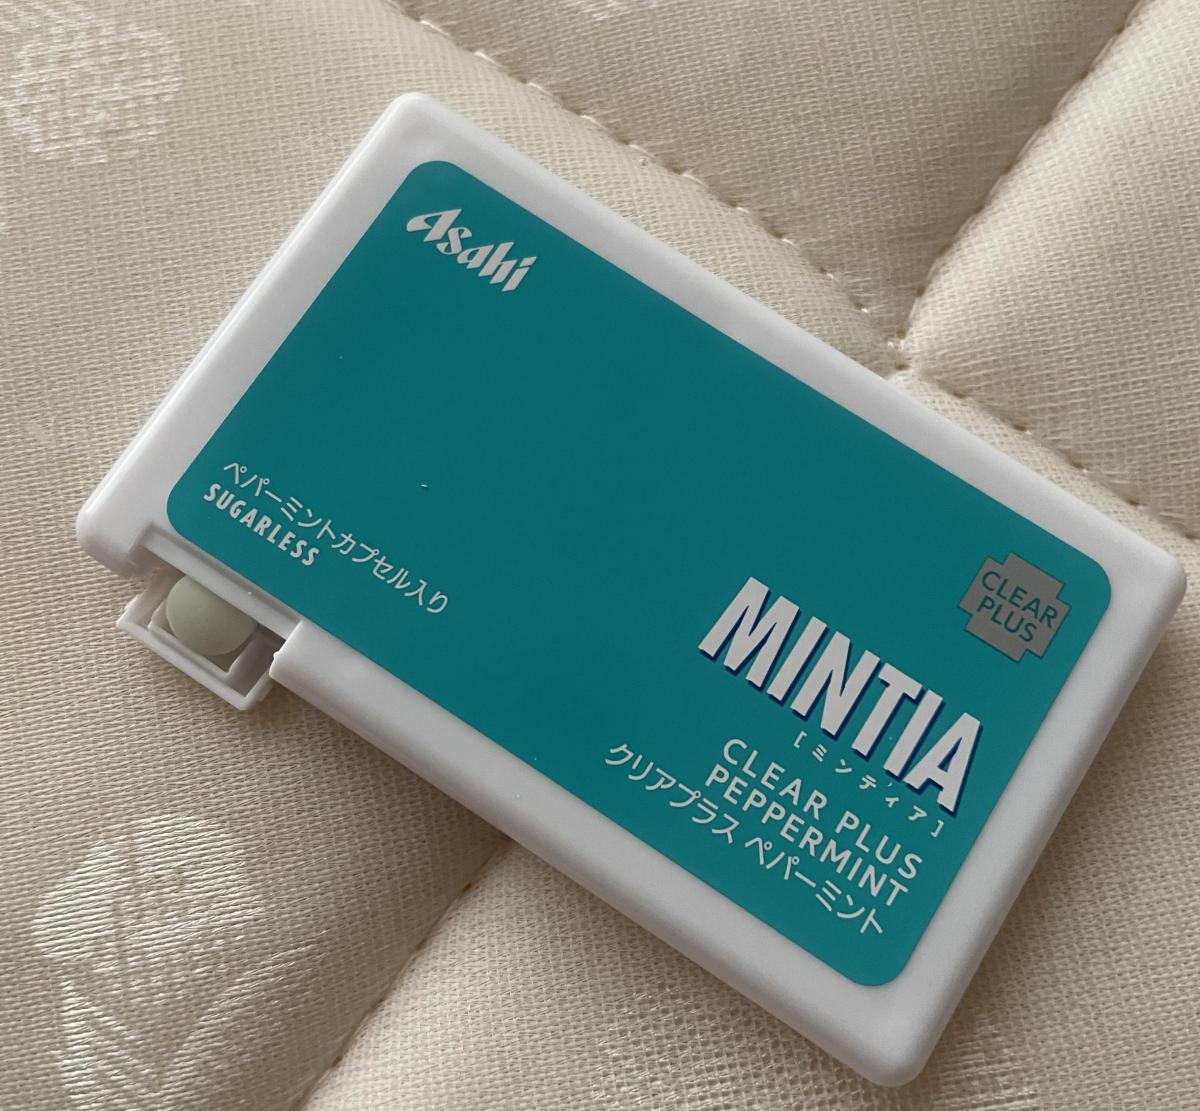 Asahi
ペパーミントカプセル入り
SUGARLESS
CLEAR
PLUS
MINTIA
[ミンティア]
CLEAR PLUS
PEPPERMINT
クリアプラス ペパーミント